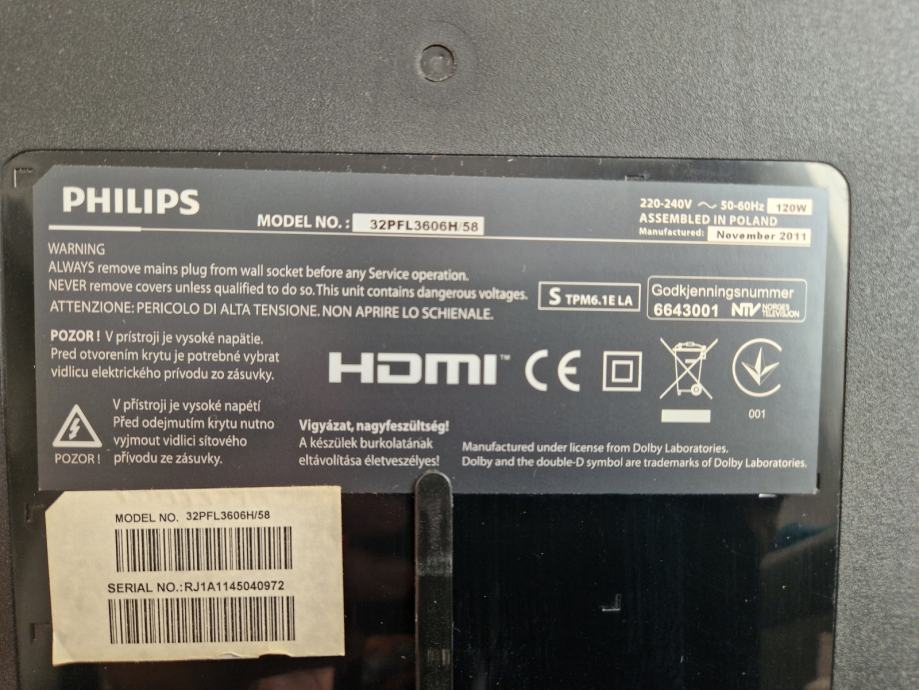 PHILIPS
MODEL NO. : 32PFL3606H/58
220-240V ~ 50-60Hz 120W
ASSEMBLED IN POLAND
Manufactured: November 2011
WARNING
ALWAYS remove mains plug from wall socket before any Service operation.
NEVER remove covers unless qualified to do so. This unit contains dangerous voltages.
ATTENZIONE: PERICOLO DI ALTA TENSIONE. NON APRIRE LO SCHIENALE.
S TPM6.1E LA
Godkjenningsnummer
6643001 NTV NORGES TELEVISJON
POZOR ! V prístroji je vysoké napätie.
Pred otvorením krytu je potrebné vybrat
vidlicu elektrického prívodu zo zásuvky.
HDMI™ CE
001
V přístroji je vysoké napětí
Před odejmutím krytu nutno
vyjmout vidlici sítového
přívodu ze zásuvky.
POZOR !
Vigyázat, nagyfeszültség!
A készülek burkolatának
eltávolítása életveszélyes!
Manufactured under license from Dolby Laboratories.
Dolby and the double-D symbol are trademarks of Dolby Laboratories.
MODEL NO. 32PFL3606H/58
SERIAL NO.:RJ1A1145040972